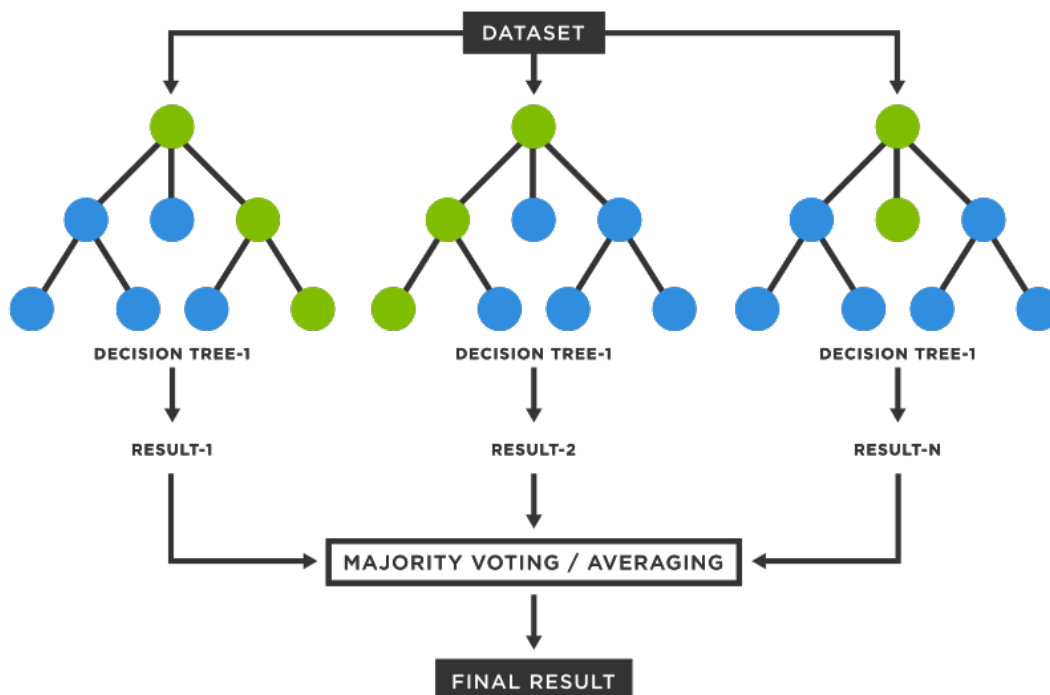 DATASET
DECISION TREE-1
DECISION TREE-1
DECISION TREE-1
RESULT-1
RESULT-2
RESULT-N
MAJORITY VOTING / AVERAGING
FINAL RESULT